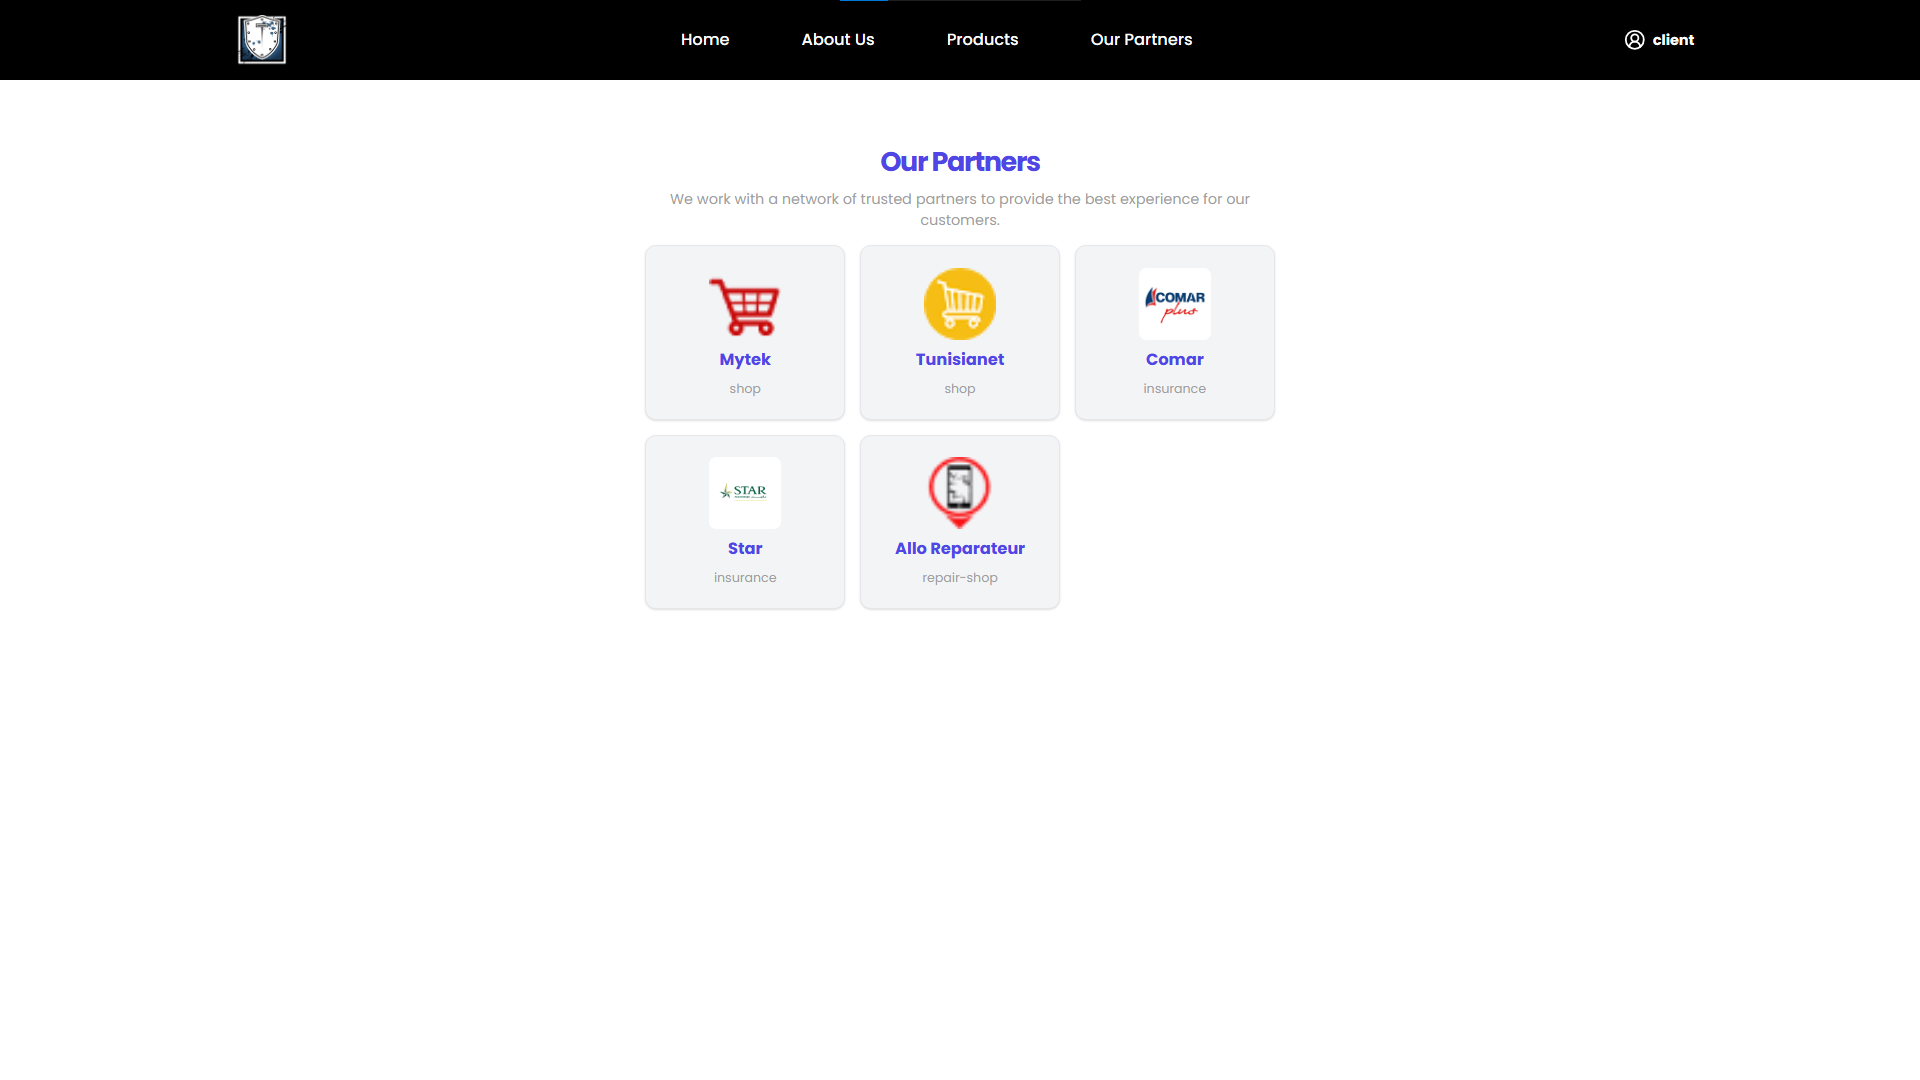 Home
About Us
Products
Our Partners
client
Our Partners
We work with a network of trusted partners to provide the best experience for our
customers.
COMAR
plus
Mytek
shop
Tunisianet
shop
Comar
insurance
STAR
Star
insurance
Allo Reparateur
repair-shop